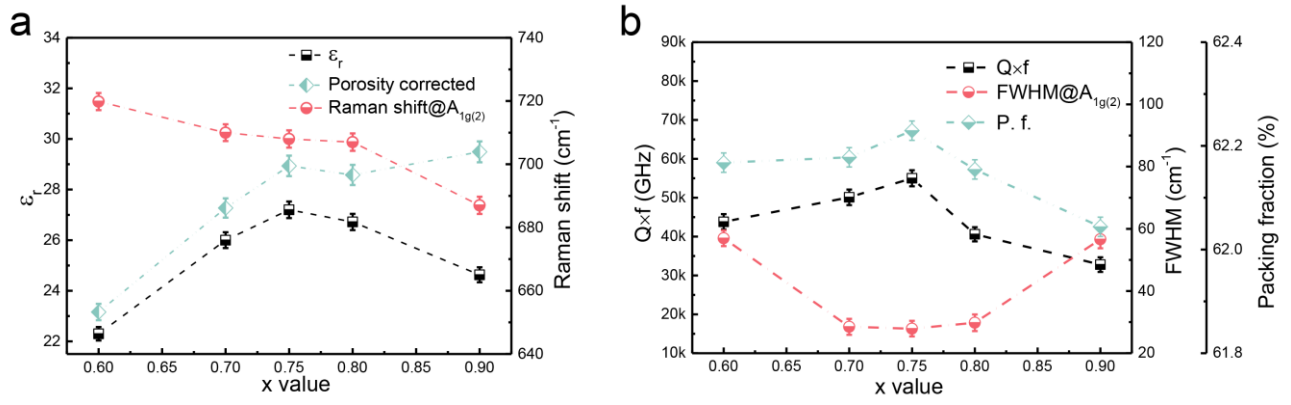 a
34
32
30
28
26
24
22
εr
0.60 0.65 0.70 0.75 0.80 0.85 0.90
x value
740
720
700
680
660
640
Raman shift (cm-1)
εr
Porosity corrected
Raman shift@A1g(2)
b
90k
80k
70k
60k
50k
40k
30k
20k
10k
Q×f (GHz)
0.60 0.65 0.70 0.75 0.80 0.85 0.90
x value
120
100
80
60
40
20
FWHM (cm-1)
62.4
62.2
62.0
61.8
Packing fraction (%)
Q×f
FWHM@A1g(2)
P. f.